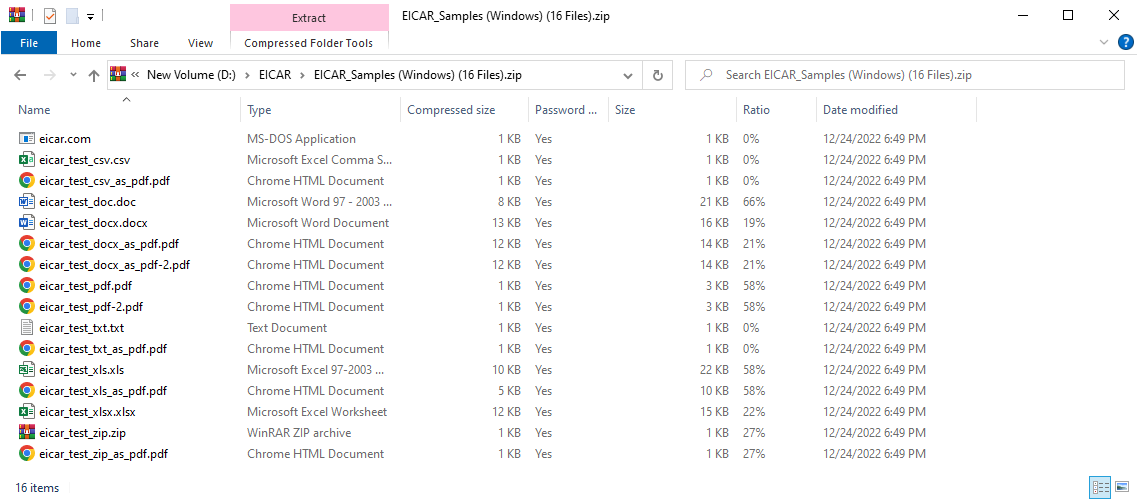 Extract
EICAR_Samples (Windows) (16 Files).zip
File Home Share View Compressed Folder Tools
« New Volume (D:) > EICAR > EICAR_Samples (Windows) (16 Files).zip Search EICAR_Samples (Windows) (16 Files).zip
Name Type Compressed size Password ... Size Ratio Date modified
eicar.com MS-DOS Application 1 KB Yes 1 KB 0% 12/24/2022 6:49 PM
eicar_test_csv.csv Microsoft Excel Comma S... 1 KB Yes 1 KB 0% 12/24/2022 6:49 PM
eicar_test_csv_as_pdf.pdf Chrome HTML Document 1 KB Yes 1 KB 0% 12/24/2022 6:49 PM
eicar_test_doc.doc Microsoft Word 97 - 2003 ... 8 KB Yes 21 KB 66% 12/24/2022 6:49 PM
eicar_test_docx.docx Microsoft Word Document 13 KB Yes 16 KB 19% 12/24/2022 6:49 PM
eicar_test_docx_as_pdf.pdf Chrome HTML Document 12 KB Yes 14 KB 21% 12/24/2022 6:49 PM
eicar_test_docx_as_pdf-2.pdf Chrome HTML Document 12 KB Yes 14 KB 21% 12/24/2022 6:49 PM
eicar_test_pdf.pdf Chrome HTML Document 1 KB Yes 3 KB 58% 12/24/2022 6:49 PM
eicar_test_pdf-2.pdf Chrome HTML Document 1 KB Yes 3 KB 58% 12/24/2022 6:49 PM
eicar_test_txt.txt Text Document 1 KB Yes 1 KB 0% 12/24/2022 6:49 PM
eicar_test_txt_as_pdf.pdf Chrome HTML Document 1 KB Yes 1 KB 0% 12/24/2022 6:49 PM
eicar_test_xls.xls Microsoft Excel 97-2003 ... 10 KB Yes 22 KB 58% 12/24/2022 6:49 PM
eicar_test_xls_as_pdf.pdf Chrome HTML Document 5 KB Yes 10 KB 58% 12/24/2022 6:49 PM
eicar_test_xlsx.xlsx Microsoft Excel Worksheet 12 KB Yes 15 KB 22% 12/24/2022 6:49 PM
eicar_test_zip.zip WinRAR ZIP archive 1 KB Yes 1 KB 27% 12/24/2022 6:49 PM
eicar_test_zip_as_pdf.pdf Chrome HTML Document 1 KB Yes 1 KB 27% 12/24/2022 6:49 PM
16 items